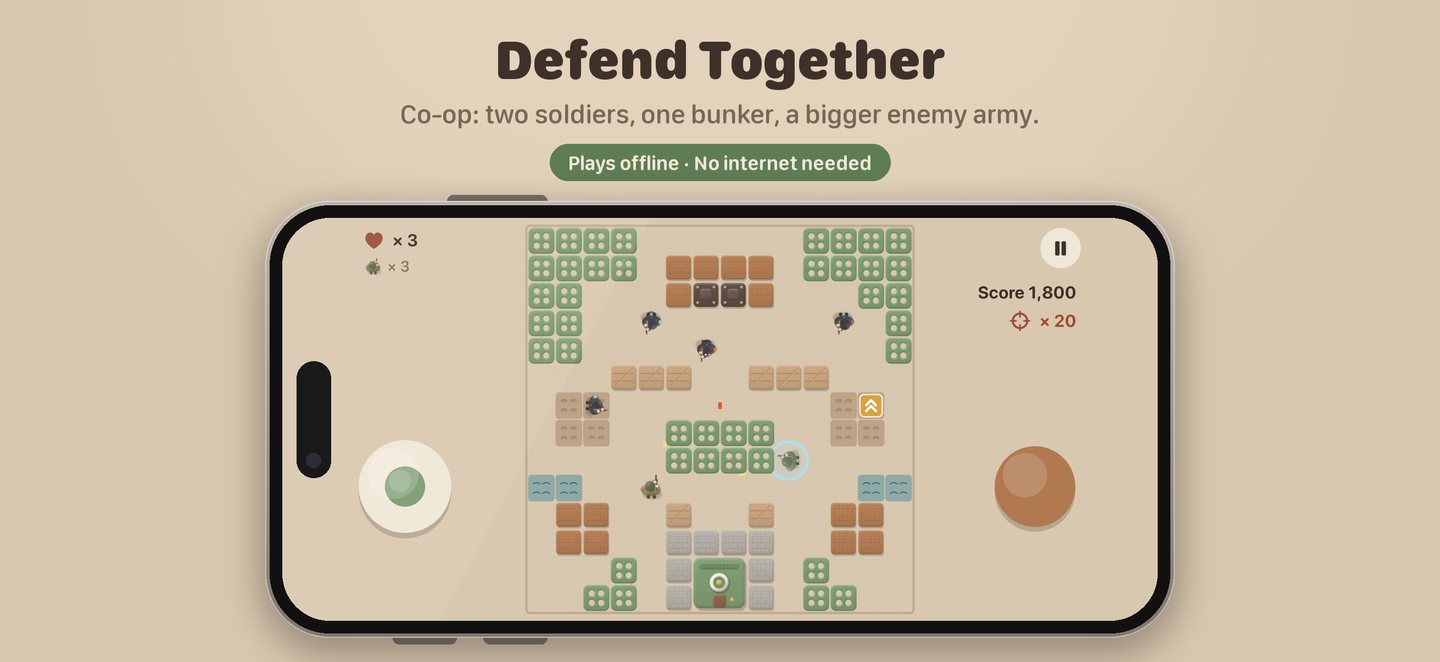 Defend Together
Co-op: two soldiers, one bunker, a bigger enemy army.
Plays offline · No internet needed
× 3
× 3
Score 1,800
× 20